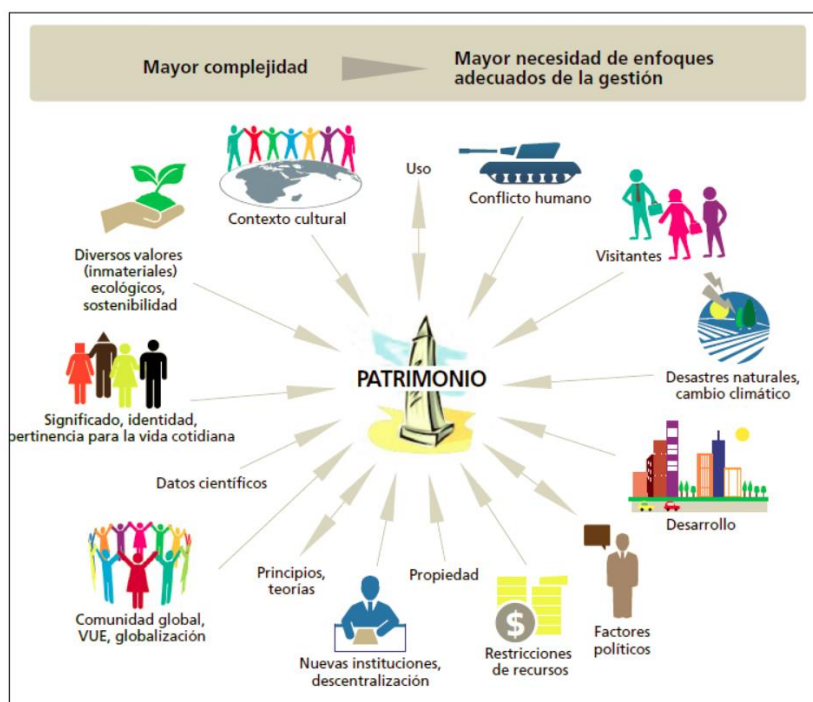 Mayor complejidad
Mayor necesidad de enfoques
adecuados de la gestión
Uso
Contexto cultural
Conflicto humano
Visitantes
Diversos valores
(inmateriales)
ecológicos,
sostenibilidad
PATRIMONIO
Desastres naturales,
cambio climático
Significado, identidad,
pertinencia para la vida cotidiana
Datos científicos
Desarrollo
Principios,
teorías
Propiedad
Comunidad global,
VUE, globalización
$
Factores
políticos
Restricciones
de recursos
Nuevas instituciones,
descentralización